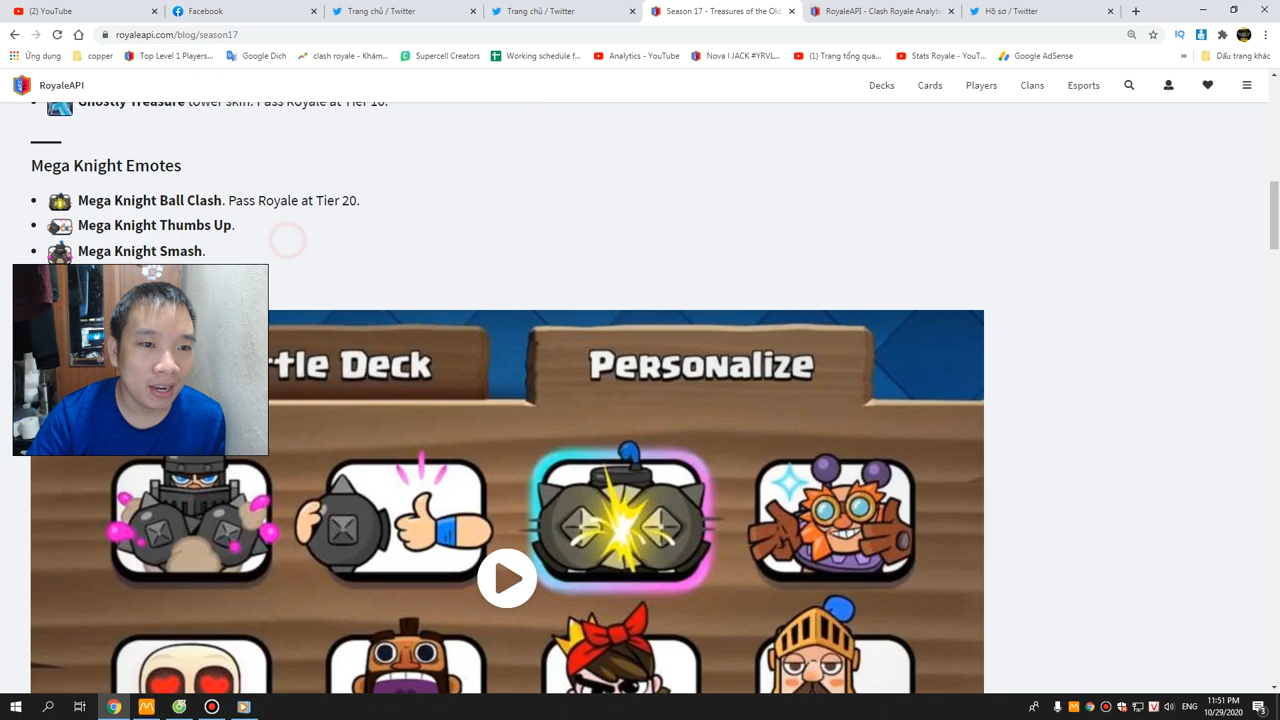 YouTube
Facebook
Trang chủ / Twitter
Trang chủ / Twitter
Season 17 - Treasures of the Old
RoyaleAPI - Clash Royale Analyti
Hồ sơ / Twitter
royaleapi.com/blog/season17
Ứng dụng
copper
Top Level 1 Players...
Google Dịch
clash royale - Khám...
Supercell Creators
Working schedule f...
Analytics - YouTube
Nova I JACK #YRVL...
(1) Trang tổng qua...
Stats Royale - YouT...
Google AdSense
»
Dấu trang khác
RoyaleAPI
Decks
Cards
Players
Clans
Esports
Ghostly Treasure tower skin. Pass Royale at Tier 10.
Mega Knight Emotes
Mega Knight Ball Clash. Pass Royale at Tier 20.
Mega Knight Thumbs Up.
Mega Knight Smash.
ttle Deck
Personalize
ENG
11:51 PM
10/29/2020